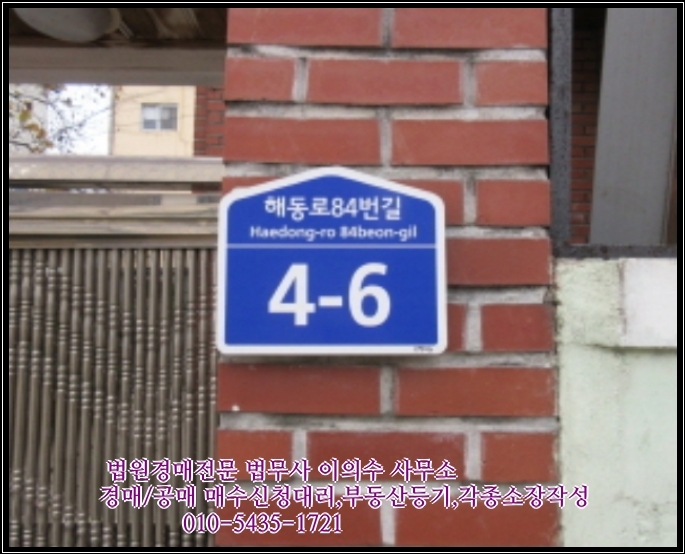 해동로84번길
Haedong-ro 84beon-gil
4-6
법원경매전문 법무사 이의수 사무소
경매/공매 매수신청대리,부동산등기,각종소장작성
010-5435-1721